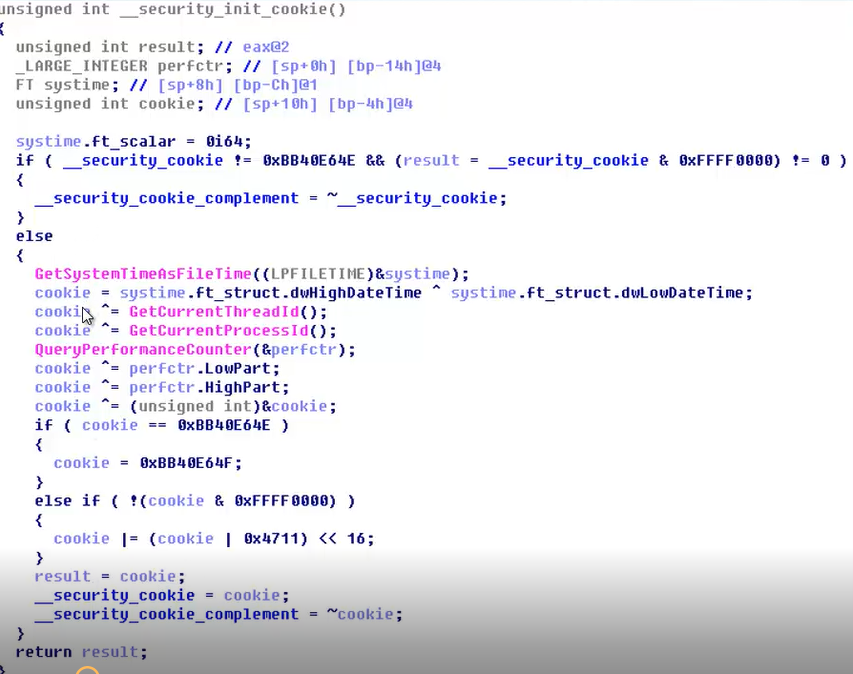 unsigned int __security_init_cookie()
{
unsigned int result; // eax@2
_LARGE_INTEGER perfctr; // [sp+0h] [bp-14h]@4
FT systime; // [sp+8h] [bp-Ch]@1
unsigned int cookie; // [sp+10h] [bp-4h]@4
systime.ft_scalar = 0i64;
if ( __security_cookie != 0xBB40E64E && (result = __security_cookie & 0xFFFF0000) != 0 )
{
__security_cookie_complement = ~__security_cookie;
}
else
{
GetSystemTimeAsFileTime((LPFILETIME)&systime);
cookie = systime.ft_struct.dwHighDateTime ^ systime.ft_struct.dwLowDateTime;
cookie ^= GetCurrentThreadId();
cookie ^= GetCurrentProcessId();
QueryPerformanceCounter(&perfctr);
cookie ^= perfctr.LowPart;
cookie ^= perfctr.HighPart;
cookie ^= (unsigned int)&cookie;
if ( cookie == 0xBB40E64E )
{
cookie = 0xBB40E64F;
}
else if ( !(cookie & 0xFFFF0000) )
{
cookie |= (cookie | 0x4711) << 16;
}
result = cookie;
__security_cookie = cookie;
__security_cookie_complement = ~cookie;
}
return result;
}